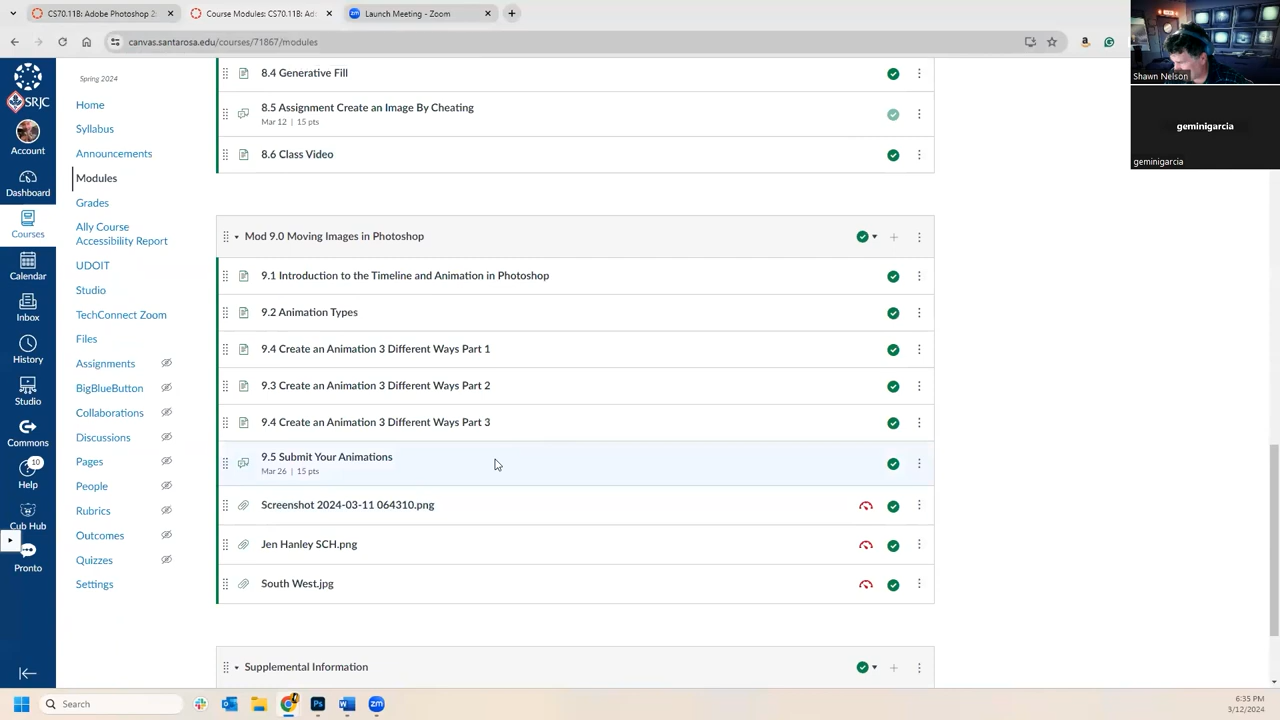 CS70.11B: Adobe Photoshop 2:
Course Modules: CS70.11B: Ado
Launch Meeting - Zoom
canvas.santarosa.edu/courses/71867/modules
Shawn Nelson
geminigarcia
geminigarcia
SRJC
Account
Dashboard
Courses
Calendar
Inbox
History
Studio
Commons
10
Help
Cub Hub
Pronto
Spring 2024
Home
Syllabus
Announcements
Modules
Grades
Ally Course
Accessibility Report
UDOIT
Studio
TechConnect Zoom
Files
Assignments
BigBlueButton
Collaborations
Discussions
Pages
People
Rubrics
Outcomes
Quizzes
Settings
8.4 Generative Fill
8.5 Assignment Create an Image By Cheating
Mar 12 | 15 pts
8.6 Class Video
Mod 9.0 Moving Images in Photoshop
9.1 Introduction to the Timeline and Animation in Photoshop
9.2 Animation Types
9.4 Create an Animation 3 Different Ways Part 1
9.3 Create an Animation 3 Different Ways Part 2
9.4 Create an Animation 3 Different Ways Part 3
9.5 Submit Your Animations
Mar 26 | 15 pts
Screenshot 2024-03-11 064310.png
Jen Hanley SCH.png
South West.jpg
Supplemental Information
Search
Ps
W
zm
6:35 PM
3/12/2024